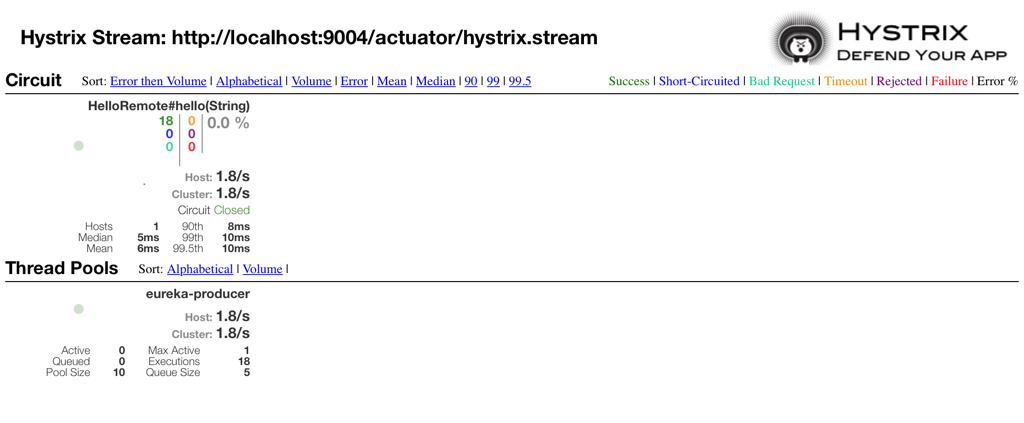 Hystrix Stream: http://localhost:9004/actuator/hystrix.stream
HYSTRIX
DEFEND YOUR APP
Circuit Sort: Error then Volume | Alphabetical | Volume | Error | Mean | Median | 90 | 99 | 99.5 Success | Short-Circuited | Bad Request | Timeout | Rejected | Failure | Error %
HelloRemote#hello(String)
18 0 0.0 %
0 0
0 0
Host: 1.8/s
Cluster: 1.8/s
Circuit Closed
Hosts 1 90th 8ms
Median 5ms 99th 10ms
Mean 6ms 99.5th 10ms
Thread Pools Sort: Alphabetical | Volume |
eureka-producer
Host: 1.8/s
Cluster: 1.8/s
Active 0 Max Active 1
Queued 0 Executions 18
Pool Size 10 Queue Size 5